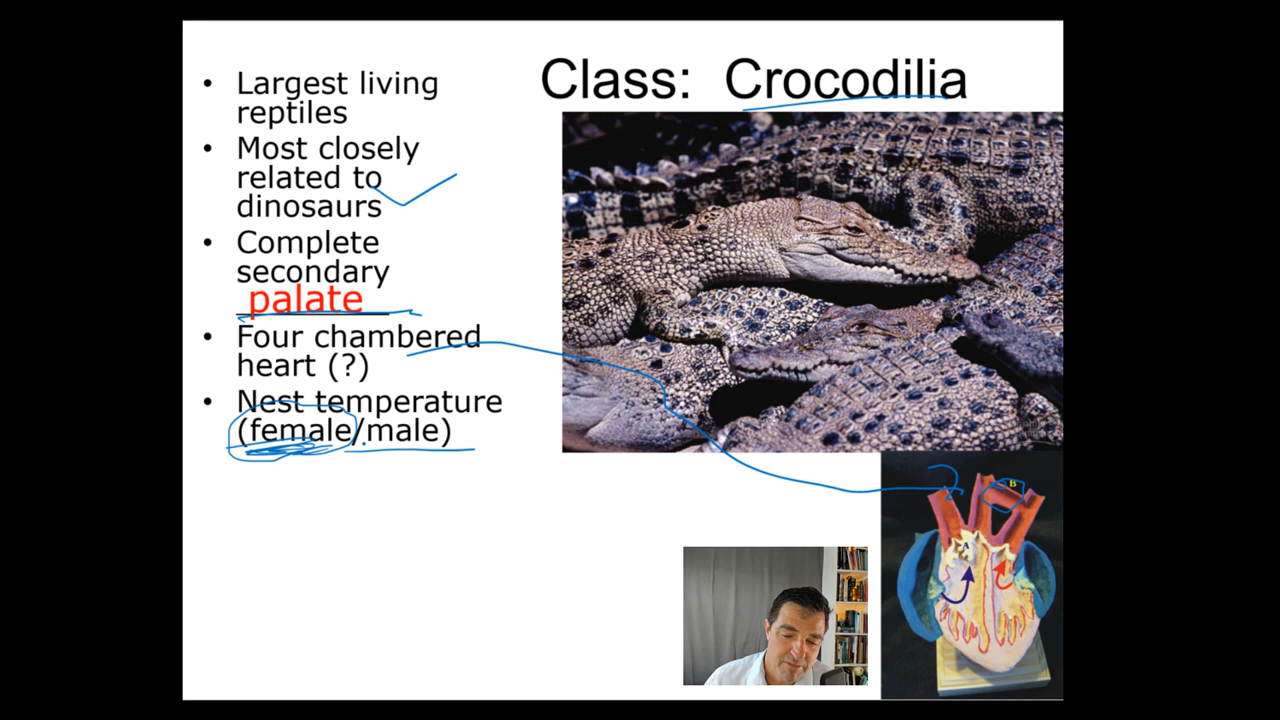 Class: Crocodilia
• Largest living
reptiles
• Most closely
related to
dinosaurs
• Complete
secondary
palate
• Four chambered
heart (?)
• Nest temperature
(female/male)
B
A